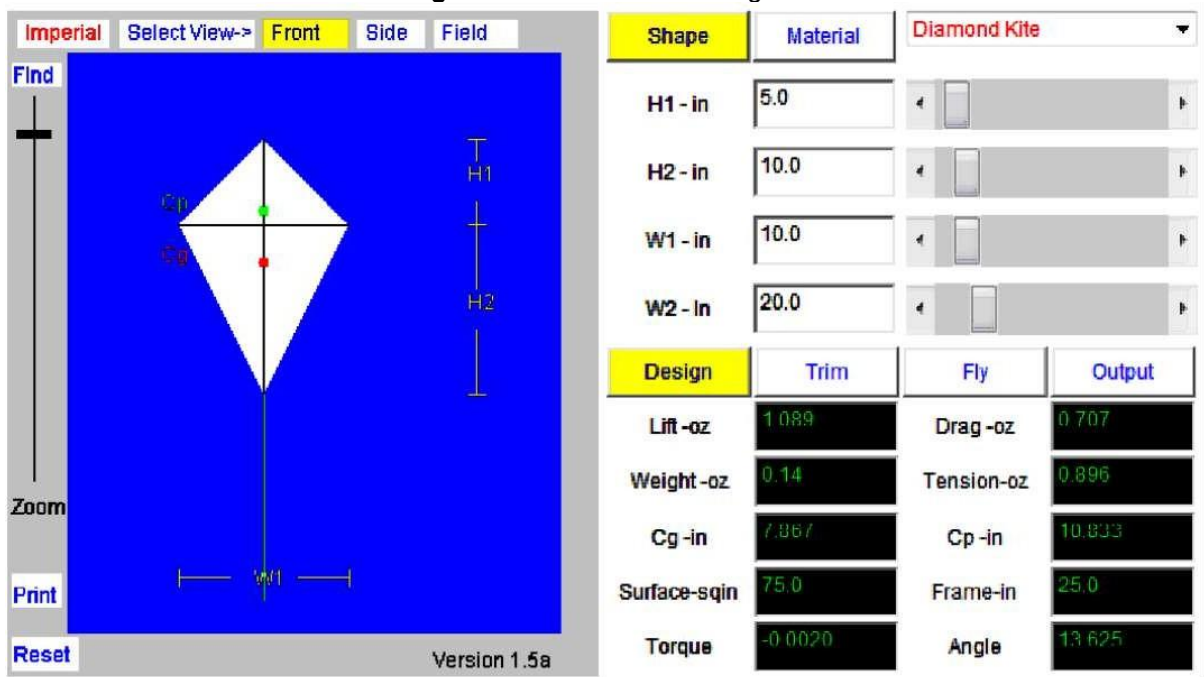 Imperial Select View-> Front Side Field
Find
H1
Cp
Cg
H2
Zoom
W1
Print
Reset
Version 1.5a
Shape Material Diamond Kite
H1 - in 5.0
H2 - in 10.0
W1 - in 10.0
W2 - in 20.0
Design Trim Fly Output
Lift -oz 1.089 Drag -oz 0.707
Weight -oz 0.14 Tension-oz 0.896
Cg -in 7.867 Cp -in 10.833
Surface-sqin 75.0 Frame-in 25.0
Torque -0.0020 Angle 13.625